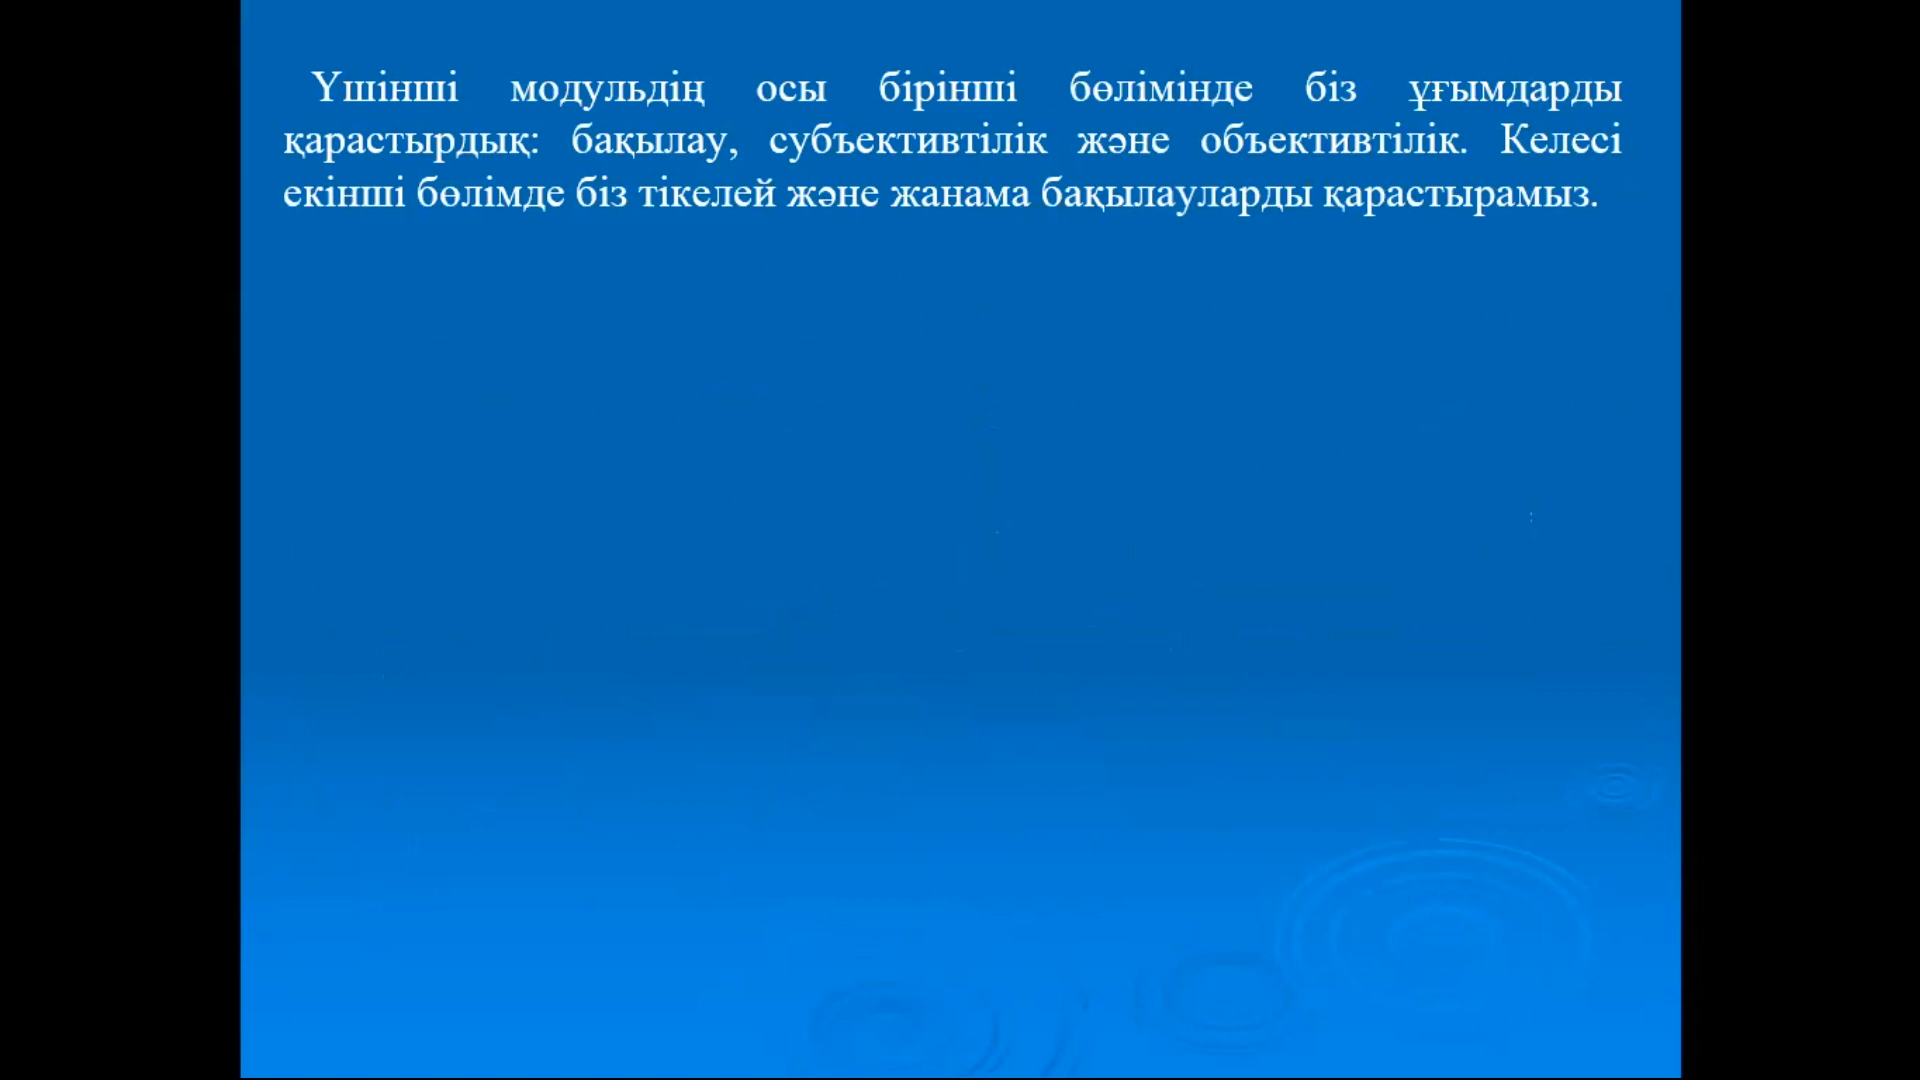 Үшінші модульдің осы бірінші бөлімінде біз ұғымдарды
қарастырдық: бақылау, субъективтілік және объективтілік. Келесі
екінші бөлімде біз тікелей және жанама бақылауларды қарастырамыз.